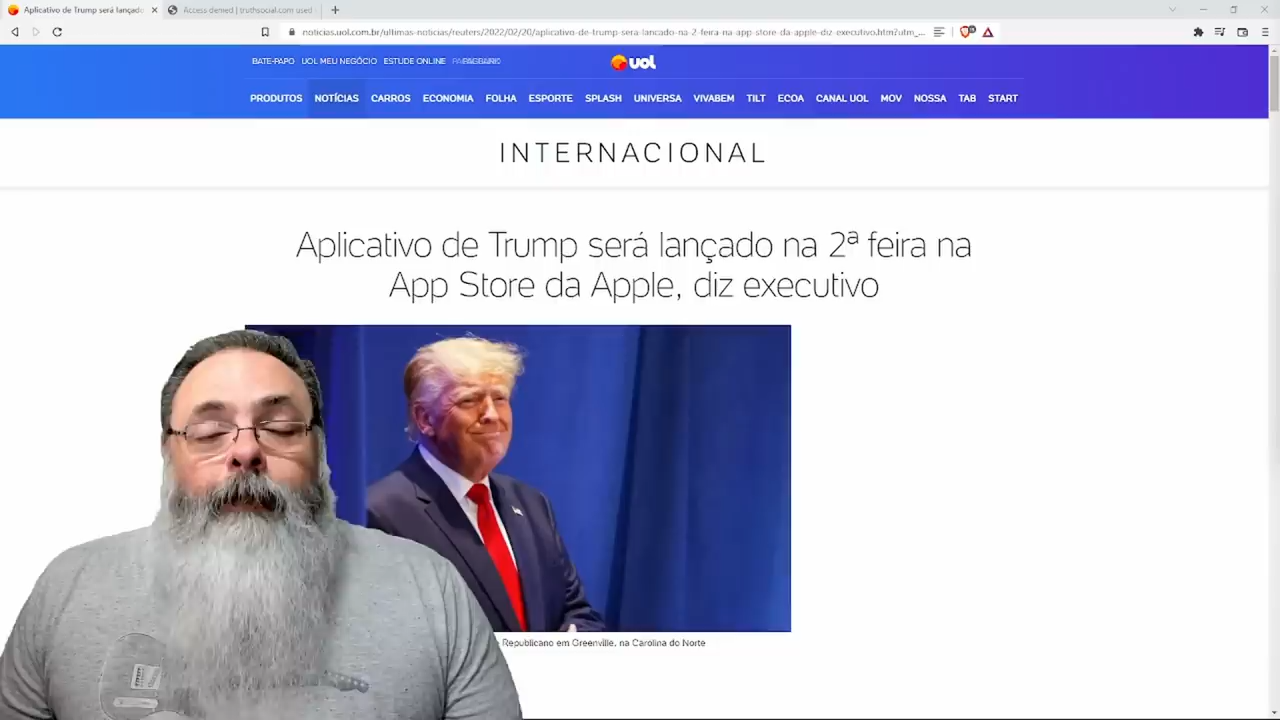 Aplicativo de Trump será lançado
Access denied | truthsocial.com used
noticias.uol.com.br/ultimas-noticias/reuters/2022/02/20/aplicativo-de-trump-sera-lancado-na-2-feira-na-app-store-da-apple-diz-executivo.htm?utm_...
BATE-PAPO UOL MEU NEGÓCIO ESTUDE ONLINE
uol
PRODUTOS NOTÍCIAS CARROS ECONOMIA FOLHA ESPORTE SPLASH UNIVERSA VIVABEM TILT ECOA CANAL UOL MOV NOSSA TAB START
INTERNACIONAL
Aplicativo de Trump será lançado na 2ª feira na
App Store da Apple, diz executivo
Republicano em Greenville, na Carolina do Norte